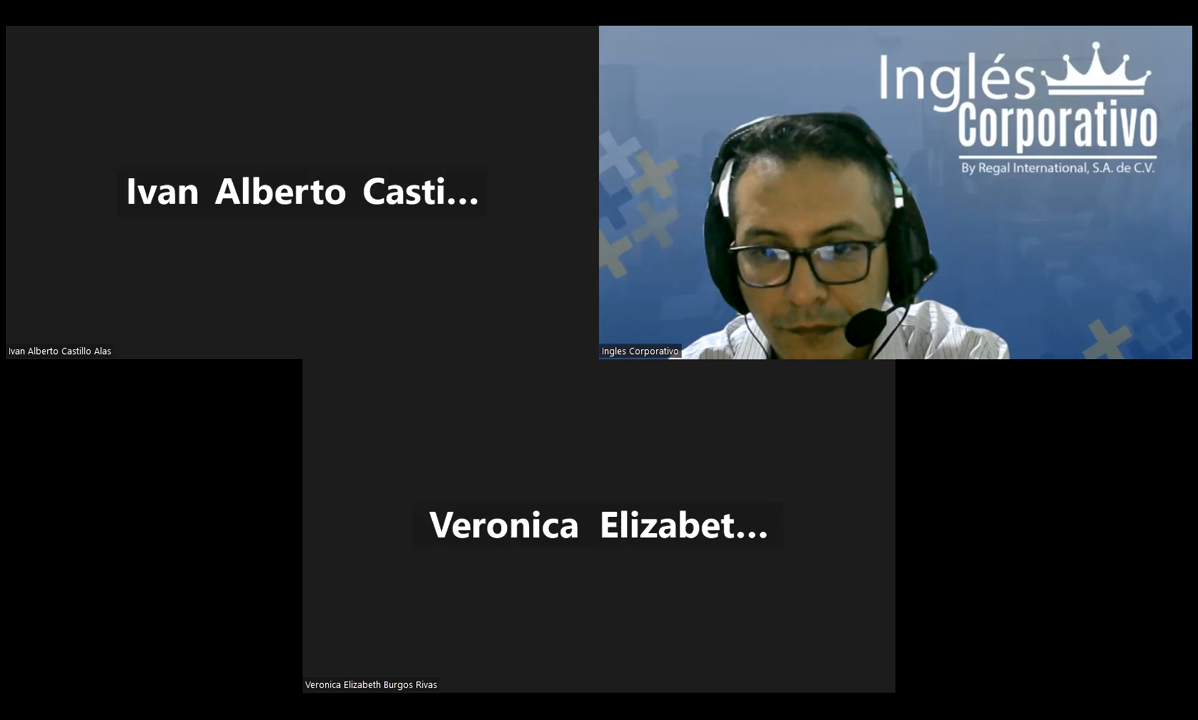 Ivan Alberto Casti...
Ivan Alberto Castillo Alas
Inglés
Corporativo
By Regal International, S.A. de C.V.
Ingles Corporativo
Veronica Elizabet...
Veronica Elizabeth Burgos Rivas